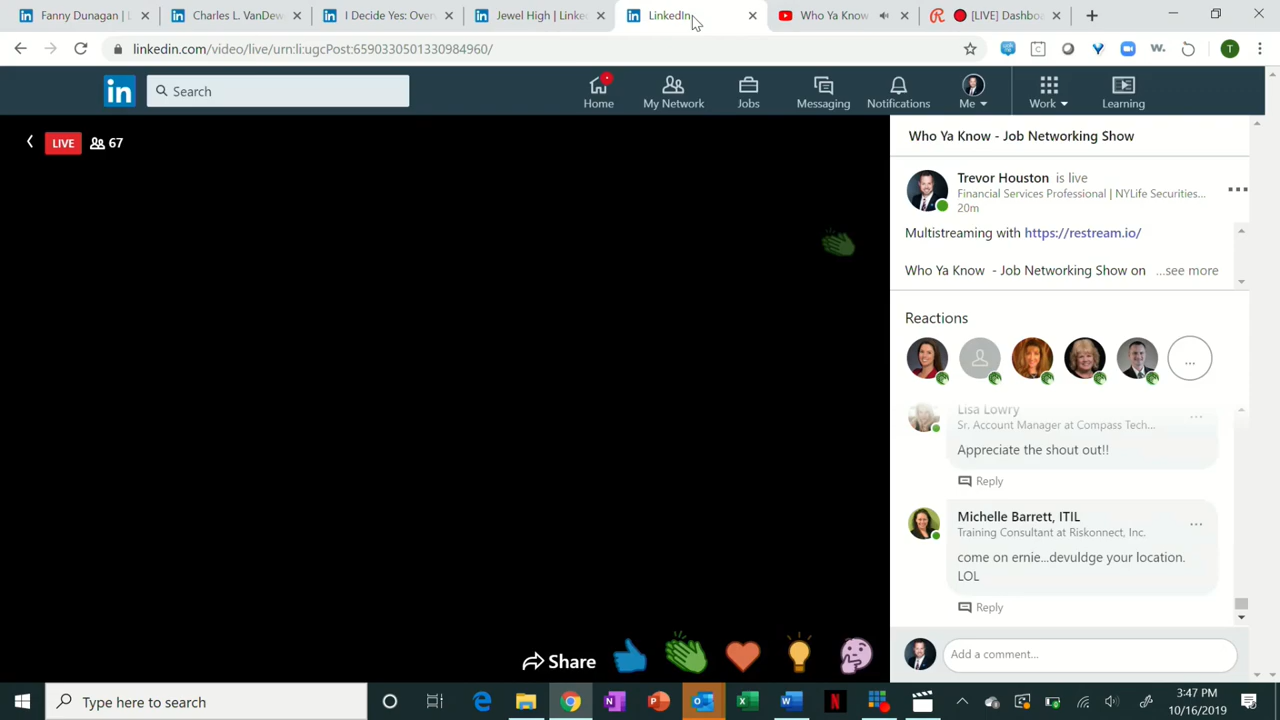 Fanny Dunagan |
Charles L. VanDew
I Decide Yes: Over
Jewel High | Linke
LinkedIn
Who Ya Know
[LIVE] Dashbo
linkedin.com/video/live/urn:li:ugcPost:6590330501330984960/
T
in
Search
Home
My Network
Jobs
Messaging
Notifications
Me
Work
Learning
LIVE
67
Who Ya Know - Job Networking Show
Trevor Houston is live
Financial Services Professional | NYLife Securities...
20m
Multistreaming with https://restream.io/
Who Ya Know - Job Networking Show on ...see more
Reactions
...
Lisa Lowry
Sr. Account Manager at Compass Tech...
Appreciate the shout out!!
Reply
Michelle Barrett, ITIL
Training Consultant at Riskonnect, Inc.
come on ernie...devuldge your location.
LOL
Reply
Share
Add a comment...
Type here to search
3:47 PM
10/16/2019